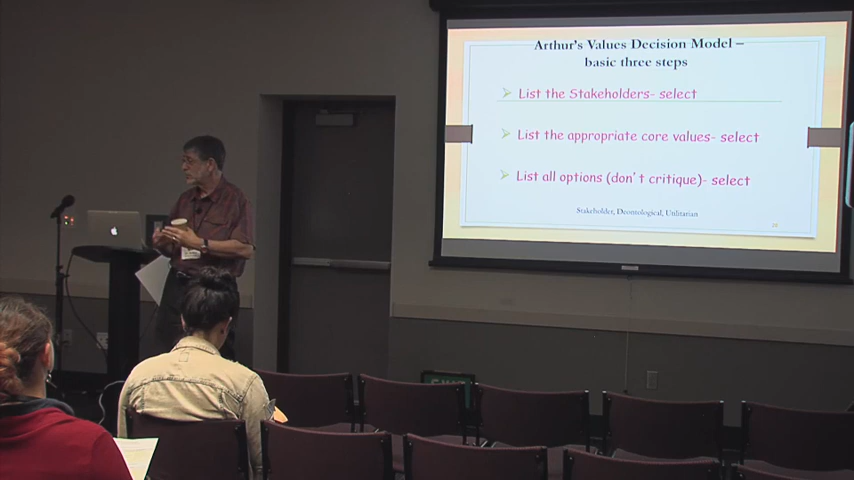 Arthur's Values Decision Model –
basic three steps
List the Stakeholders- select
List the appropriate core values- select
List all options (don't critique)- select
Stakeholder, Deontological, Utilitarian